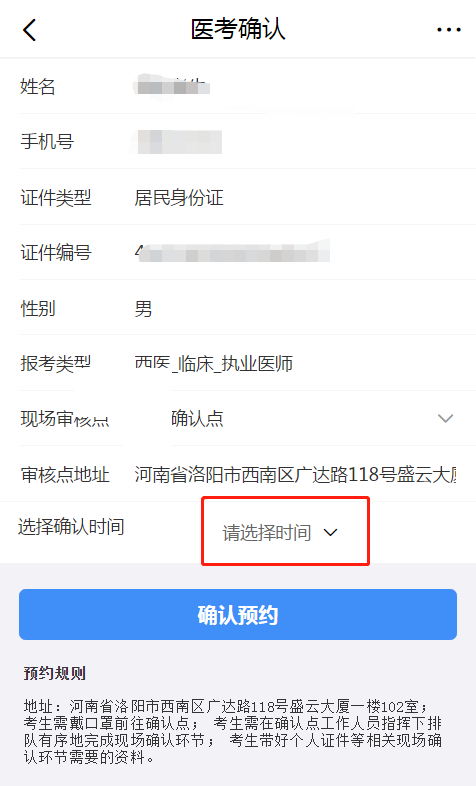 医考确认
姓名
手机号
证件类型 居民身份证
证件编号 4
性别 男
报考类型 西医_临床_执业医师
现场审核点 确认点
审核点地址 河南省洛阳市西南区广达路118号盛云大厦
选择确认时间 请选择时间
确认预约
预约规则
地址：河南省洛阳市西南区广达路118号盛云大厦一楼102室；
考生需戴口罩前往确认点； 考生需在确认点工作人员指挥下排
队有序地完成现场确认环节； 考生带好个人证件等相关现场确
认环节需要的资料。